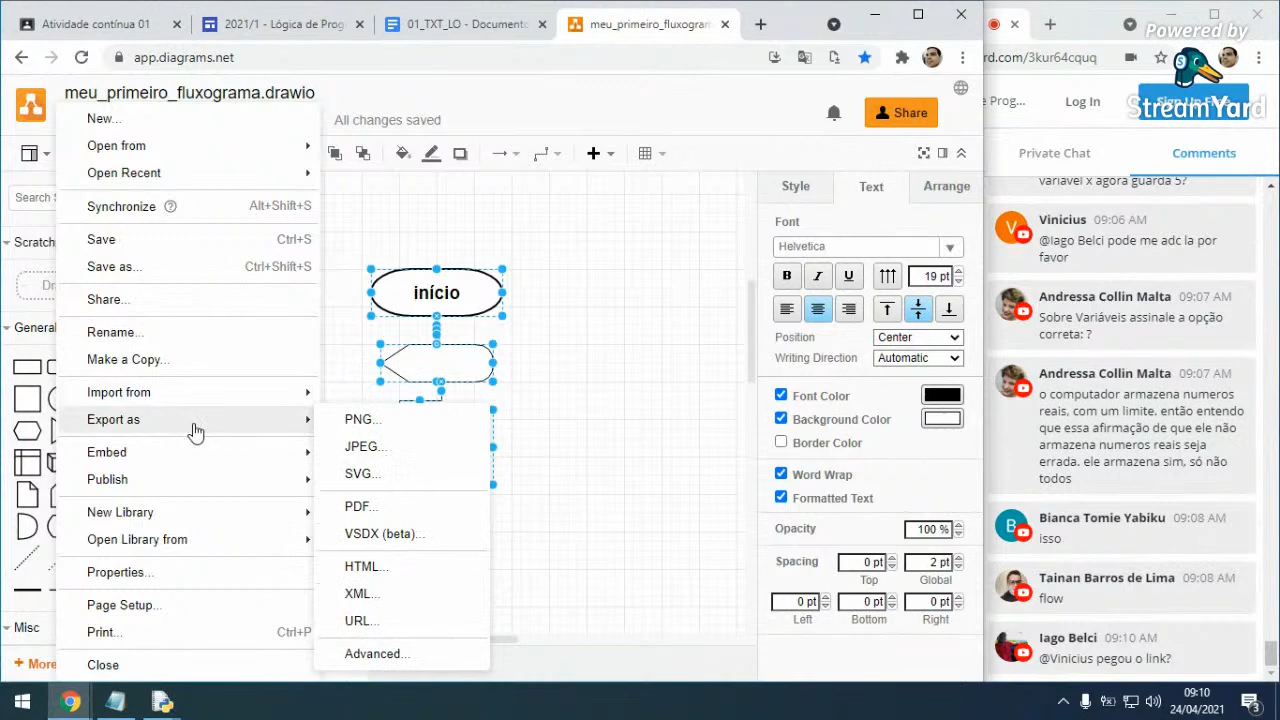 Atividade contínua 01
2021/1 - Lógica de Prog
01_TXT_LO - Documento
meu_primeiro_fluxogram
app.diagrams.net
rd.com/3kur64cquq
Powered by
StreamYard
meu_primeiro_fluxograma.drawio
All changes saved
Share
e Prog...
Log In
New...
Open from
Open Recent
Synchronize
Alt+Shift+S
Save
Ctrl+S
Save as...
Ctrl+Shift+S
Share...
Rename...
Make a Copy...
Import from
Export as
Embed
Publish
New Library
Open Library from
Properties...
Page Setup...
Print...
Ctrl+P
Close
Search S
Scratch
Dr
General
Misc
+ More
PNG...
JPEG...
SVG...
PDF...
VSDX (beta)...
HTML...
XML...
URL...
Advanced...
início
Style
Text
Arrange
Font
Helvetica
B
I
U
19 pt
Position
Center
Writing Direction
Automatic
Font Color
Background Color
Border Color
Word Wrap
Formatted Text
Opacity
100 %
Spacing
0 pt
2 pt
Top
Global
0 pt
0 pt
0 pt
Left
Bottom
Right
Private Chat
Comments
variavel x agora guarda 5?
Vinicius 09:06 AM
@Iago Belci pode me adc la por
favor
Andressa Collin Malta 09:07 AM
Sobre Variáveis assinale a opção
correta: ?
Andressa Collin Malta 09:07 AM
o computador armazena numeros
reais, com um limite. então entendo
que essa afirmação de que ele não
armazena numeros reais seja
errada. ele armazena sim, só não
todos
Bianca Tomie Yabiku 09:08 AM
isso
Tainan Barros de Lima 09:08 AM
flow
Iago Belci 09:10 AM
@Vinicius pegou o link?
09:10
24/04/2021
3